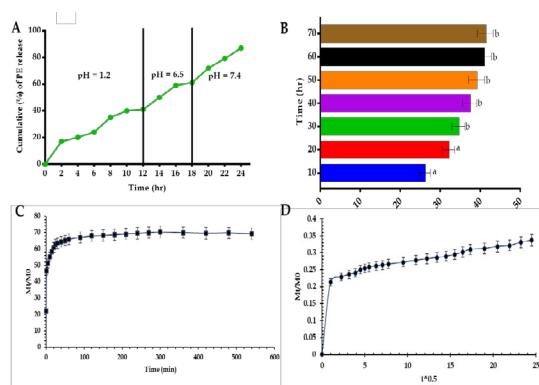 A
Cumulative (%) of PE release
100
80
60
40
20
0
pH = 1.2
pH = 6.5
pH = 7.4
0 2 4 6 8 10 12 14 16 18 20 22 24
Time (hr)
B
Time (hr)
70 b
60 b
50 b
40 b
30 b
20 a
10 a
0 10 20 30 40 50
C
Mt/M0
80
70
60
50
40
30
20
10
0
0 100 200 300 400 500 600
Time (min)
D
Mt/M0
0.4
0.35
0.3
0.25
0.2
0.15
0.1
0.05
0
0 5 10 15 20 25
t^0.5